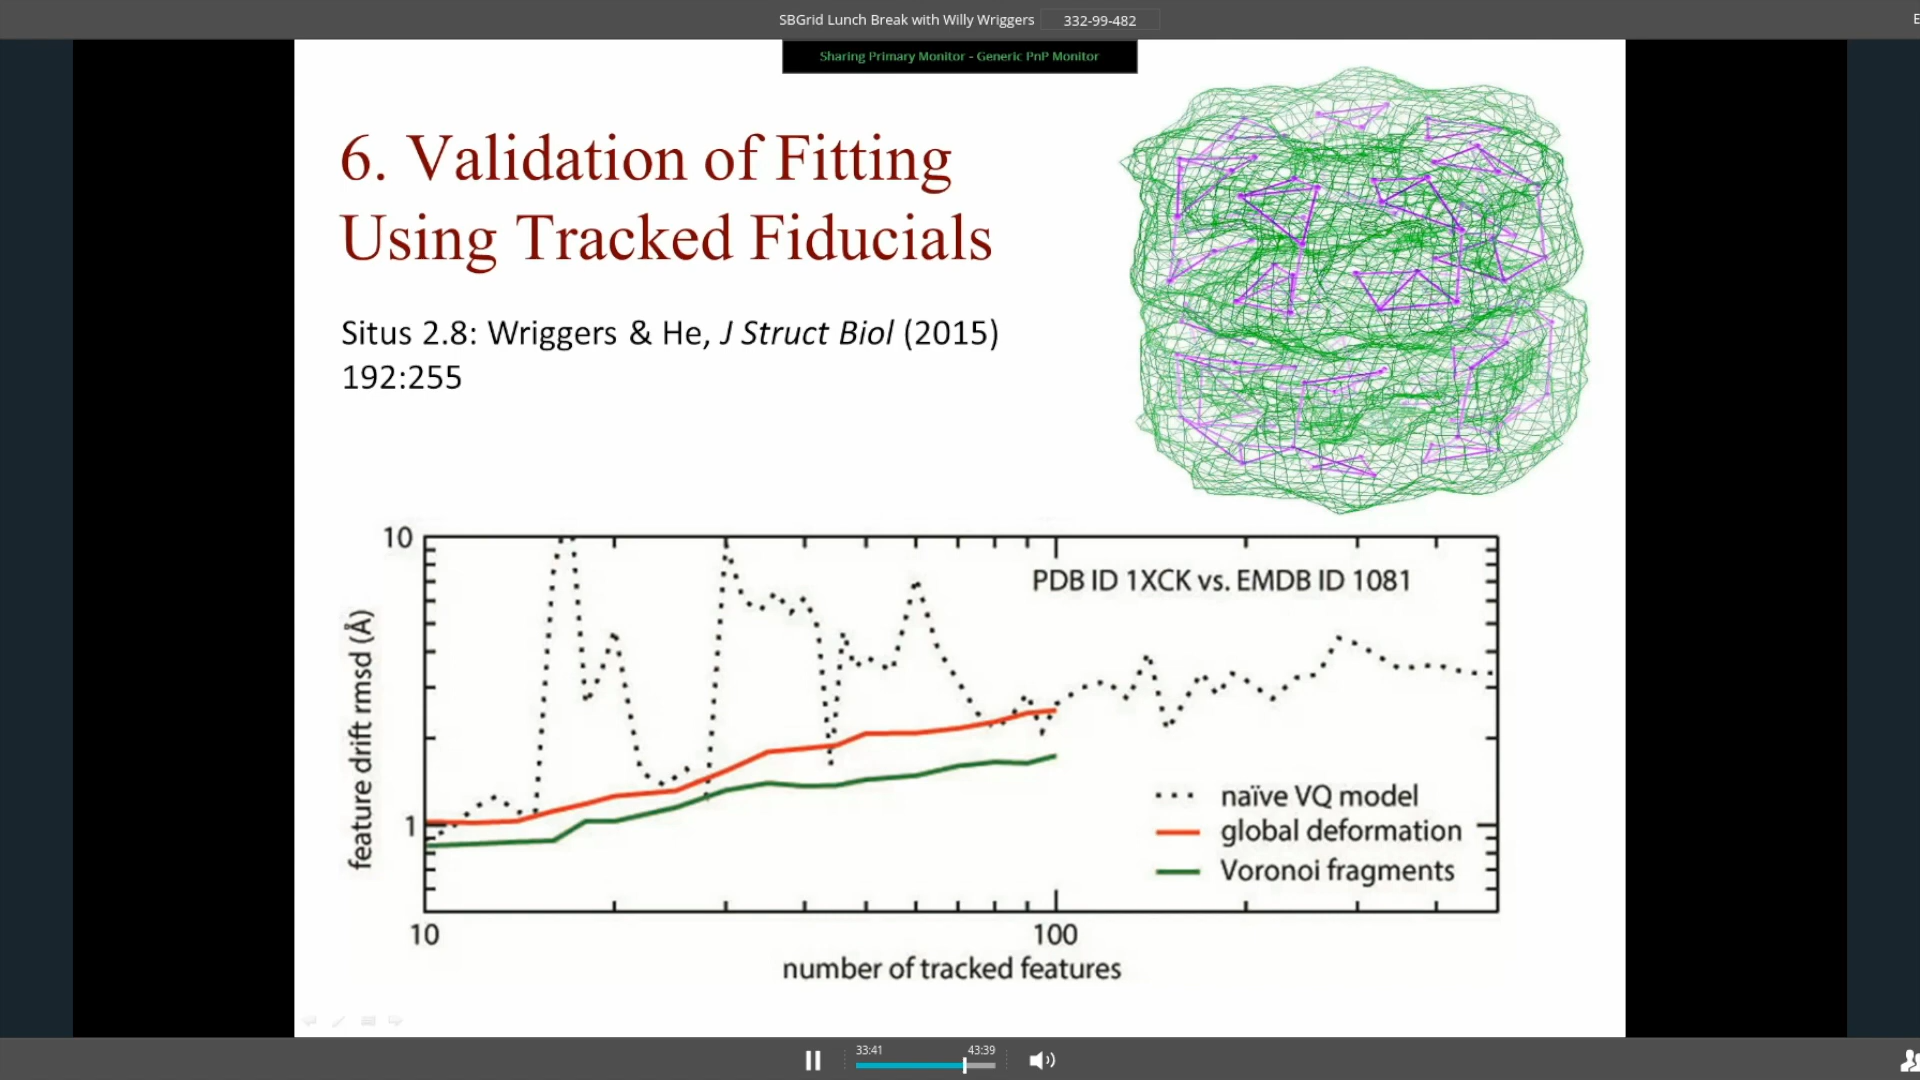 SBGrid Lunch Break with Willy Wriggers 332-99-482
E
Sharing Primary Monitor - Generic PnP Monitor
6. Validation of Fitting
Using Tracked Fiducials
Situs 2.8: Wriggers & He, J Struct Biol (2015)
192:255
10
PDB ID 1XCK vs. EMDB ID 1081
feature drift rmsd (Å)
1
naïve VQ model
global deformation
Voronoi fragments
10 100
number of tracked features
33:41 43:39